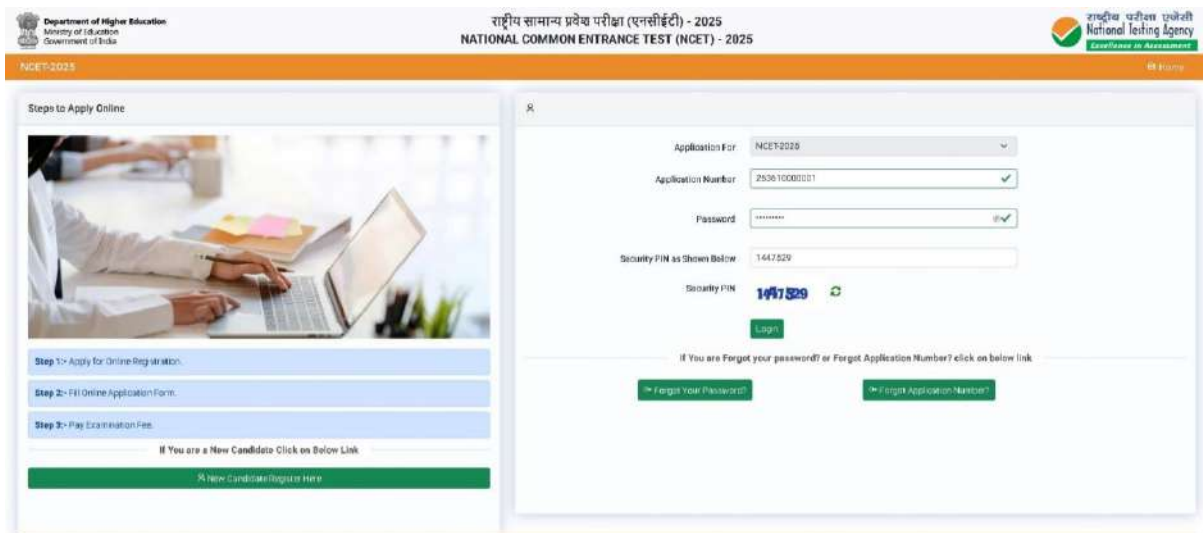 Department of Higher Education
Ministry of Education
Government of India
राष्ट्रीय सामान्य प्रवेश परीक्षा (एनसीईटी) - 2025
NATIONAL COMMON ENTRANCE TEST (NCET) - 2025
राष्ट्रीय परीक्षा एजेंसी
National Testing Agency
Excellence in Assessment
NCET-2025
Home
Steps to Apply Online
Step 1:- Apply for Online Registration.
Step 2:- Fill Online Application Form.
Step 3:- Pay Examination Fee.
If You are a New Candidate Click on Below Link
New Candidate Register Here
Application For
NCET-2025
Application Number
253610000001
Password
Security PIN as Shown Below
1447529
Security PIN
1447529
Login
If You are Forgot your password? or Forgot Application Number? click on below link
Forgot Your Password?
Forgot Application Number?